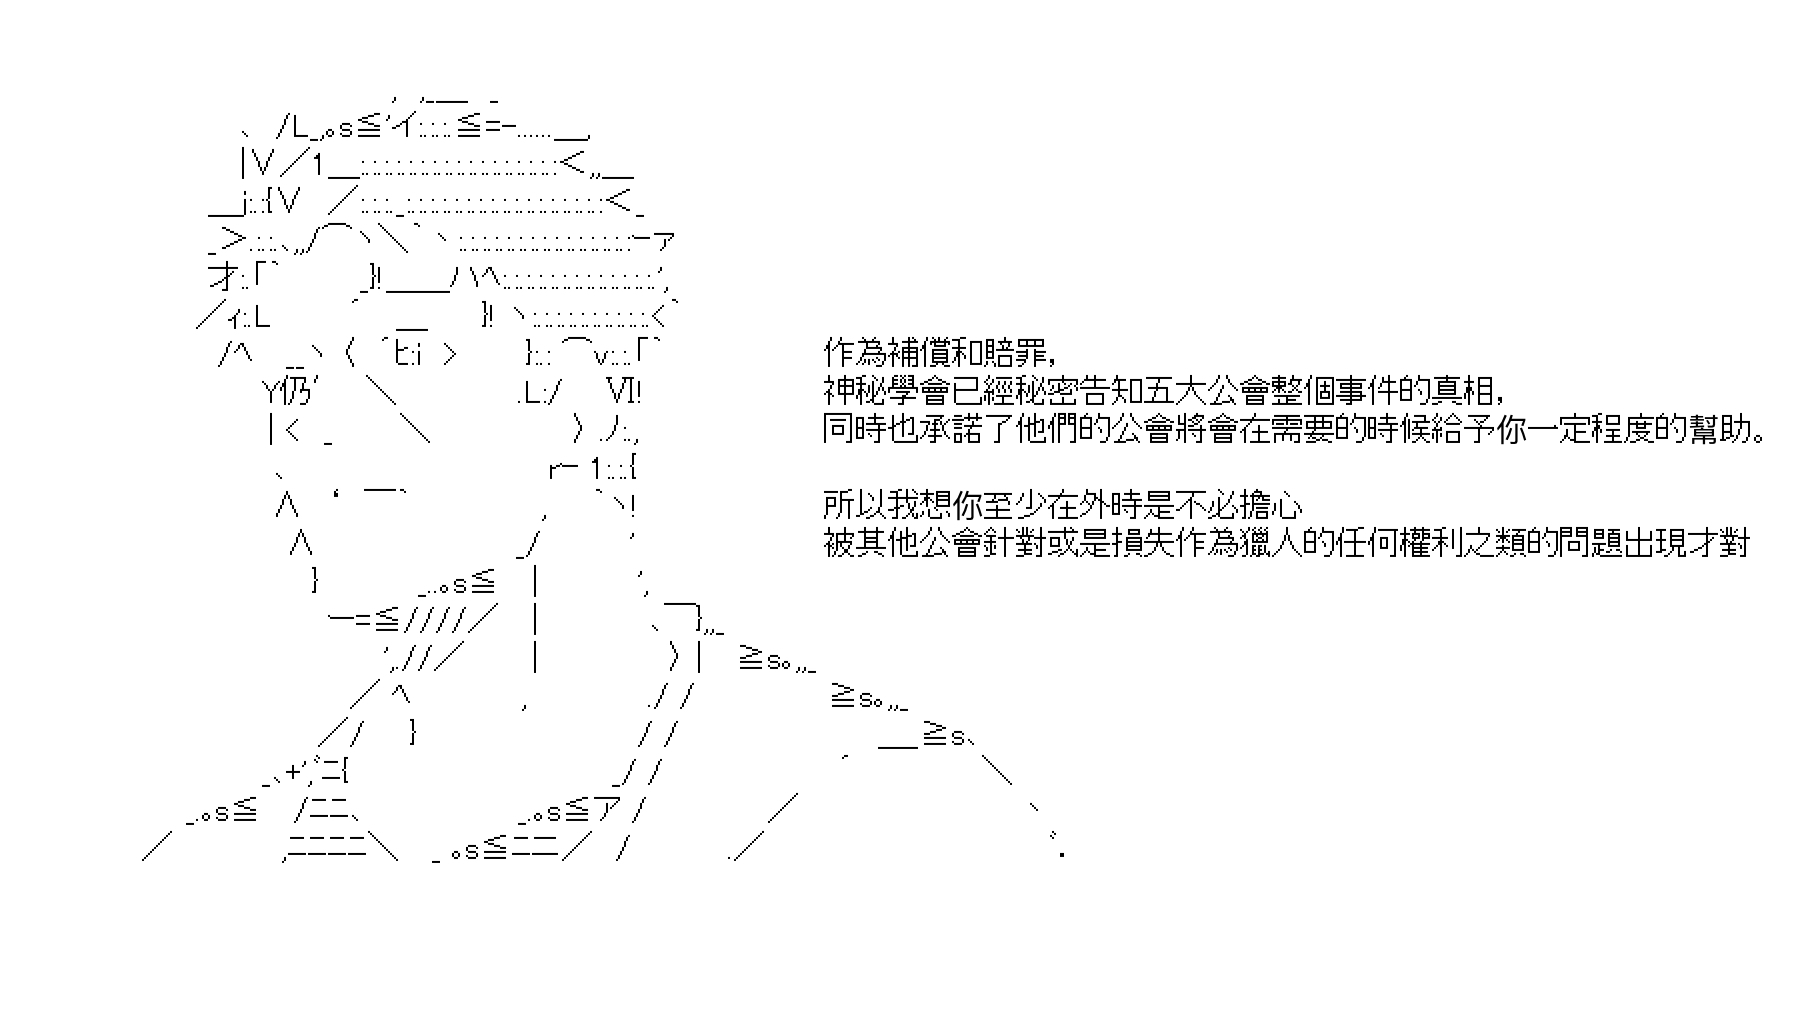 作為補償和賠罪，
神秘學會已經秘密告知五大公會整個事件的真相，
同時也承諾了他們的公會將會在需要的時候給予你一定程度的幫助。
所以我想你至少在外時是不必擔心
被其他公會針對或是損失作為獵人的任何權利之類的問題出現才對